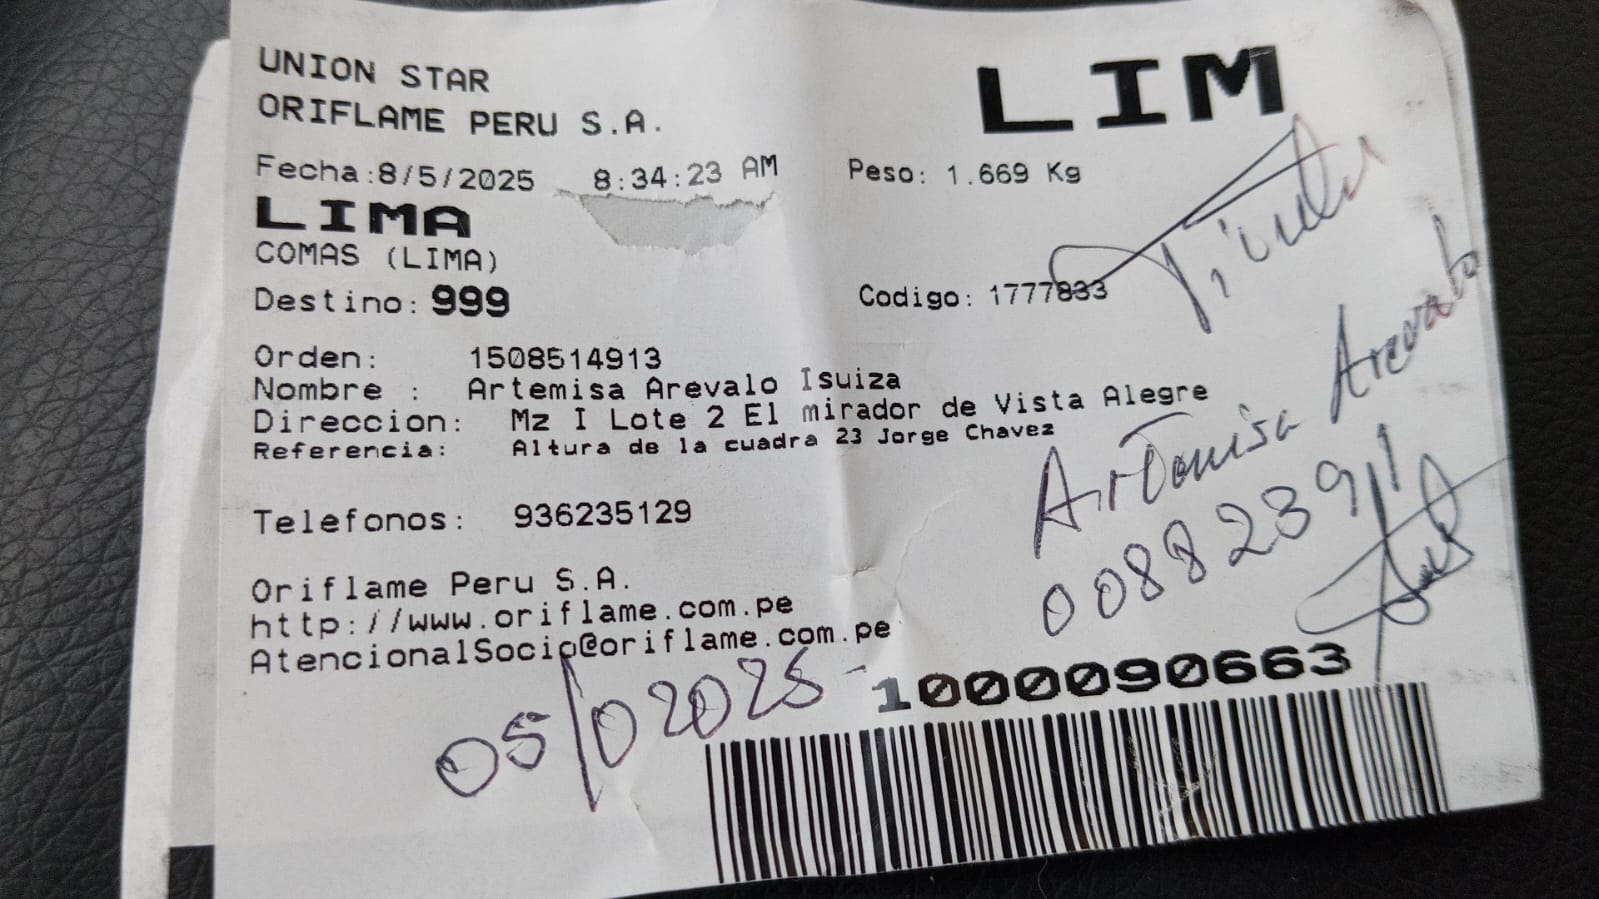 UNION STAR
ORIFLAME PERU S.A.
LIM
Fecha:8/5/2025 8:34:23 AM
Peso: 1.669 Kg
LIMA
COMAS (LIMA)
Destino: 999
Codigo: 1777833
Orden: 1508514913
Nombre : Artemisa Arevalo Isuiza
Direccion: Mz I Lote 2 El mirador de Vista Alegre
Referencia: Altura de la cuadra 23 Jorge Chavez
Artemisa Arevalo
00882391
Telefonos: 936235129
Oriflame Peru S.A.
http://www.oriflame.com.pe
AtencionalSocio@oriflame.com.pe
1000090663